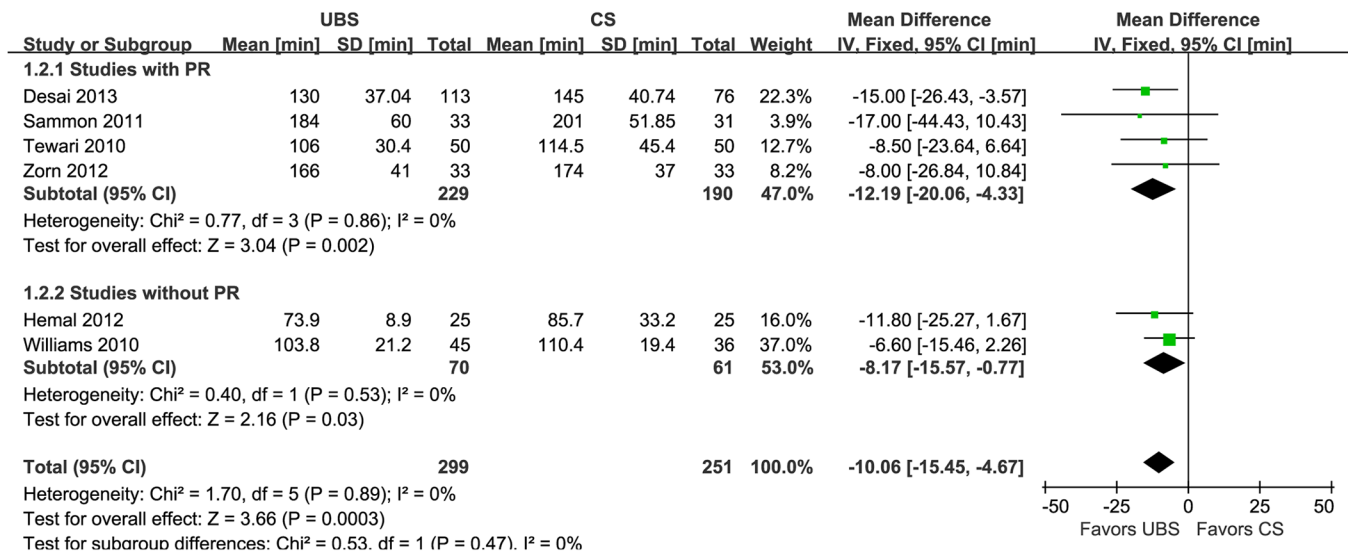 UBS CS Mean Difference Mean Difference
Study or Subgroup Mean [min] SD [min] Total Mean [min] SD [min] Total Weight IV, Fixed, 95% CI [min] IV, Fixed, 95% CI [min]
1.2.1 Studies with PR
Desai 2013 130 37.04 113 145 40.74 76 22.3% -15.00 [-26.43, -3.57]
Sammon 2011 184 60 33 201 51.85 31 3.9% -17.00 [-44.43, 10.43]
Tewari 2010 106 30.4 50 114.5 45.4 50 12.7% -8.50 [-23.64, 6.64]
Zorn 2012 166 41 33 174 37 33 8.2% -8.00 [-26.84, 10.84]
Subtotal (95% CI) 229 190 47.0% -12.19 [-20.06, -4.33]
Heterogeneity: Chi² = 0.77, df = 3 (P = 0.86); I² = 0%
Test for overall effect: Z = 3.04 (P = 0.002)
1.2.2 Studies without PR
Hemal 2012 73.9 8.9 25 85.7 33.2 25 16.0% -11.80 [-25.27, 1.67]
Williams 2010 103.8 21.2 45 110.4 19.4 36 37.0% -6.60 [-15.46, 2.26]
Subtotal (95% CI) 70 61 53.0% -8.17 [-15.57, -0.77]
Heterogeneity: Chi² = 0.40, df = 1 (P = 0.53); I² = 0%
Test for overall effect: Z = 2.16 (P = 0.03)
Total (95% CI) 299 251 100.0% -10.06 [-15.45, -4.67]
Heterogeneity: Chi² = 1.70, df = 5 (P = 0.89); I² = 0%
Test for overall effect: Z = 3.66 (P = 0.0003)
Test for subgroup differences: Chi² = 0.53, df = 1 (P = 0.47), I² = 0%
-50 -25 0 25 50
Favors UBS Favors CS